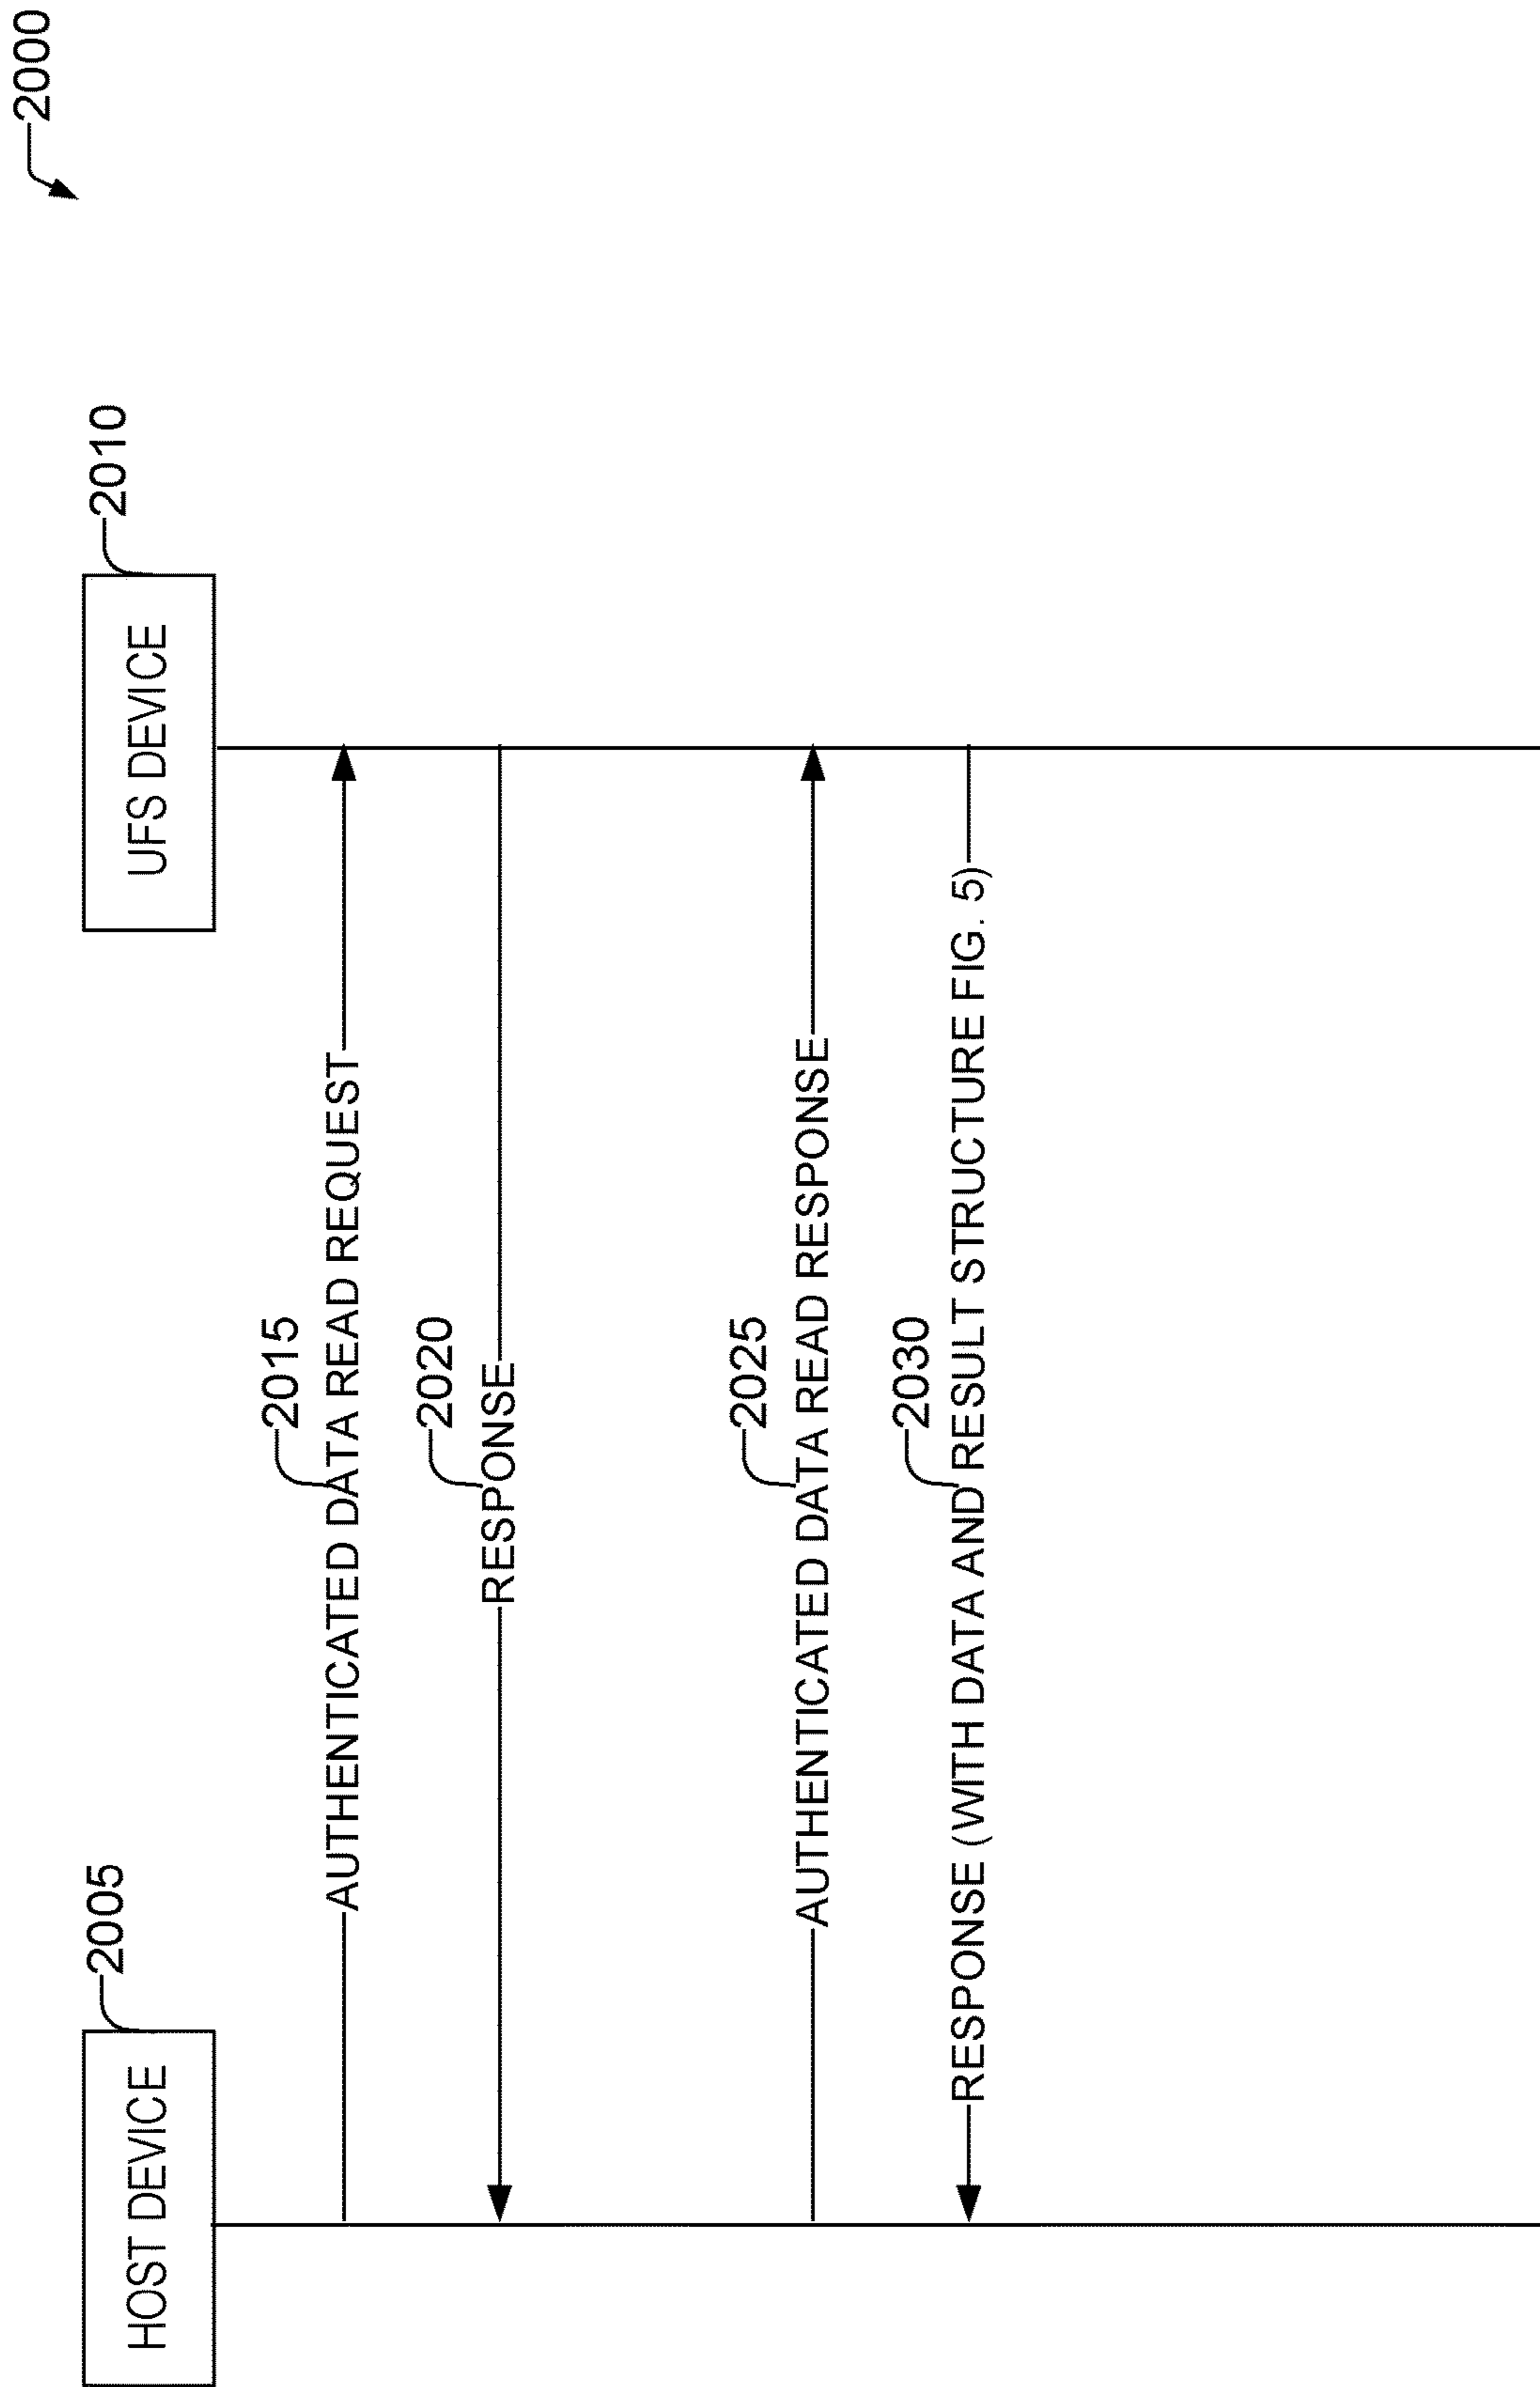 2000
HOST DEVICE
2005
UFS DEVICE
2010
2015
AUTHENTICATED DATA READ REQUEST
2020
RESPONSE
2025
AUTHENTICATED DATA READ RESPONSE
2030
RESPONSE (WITH DATA AND RESULT STRUCTURE FIG. 5)